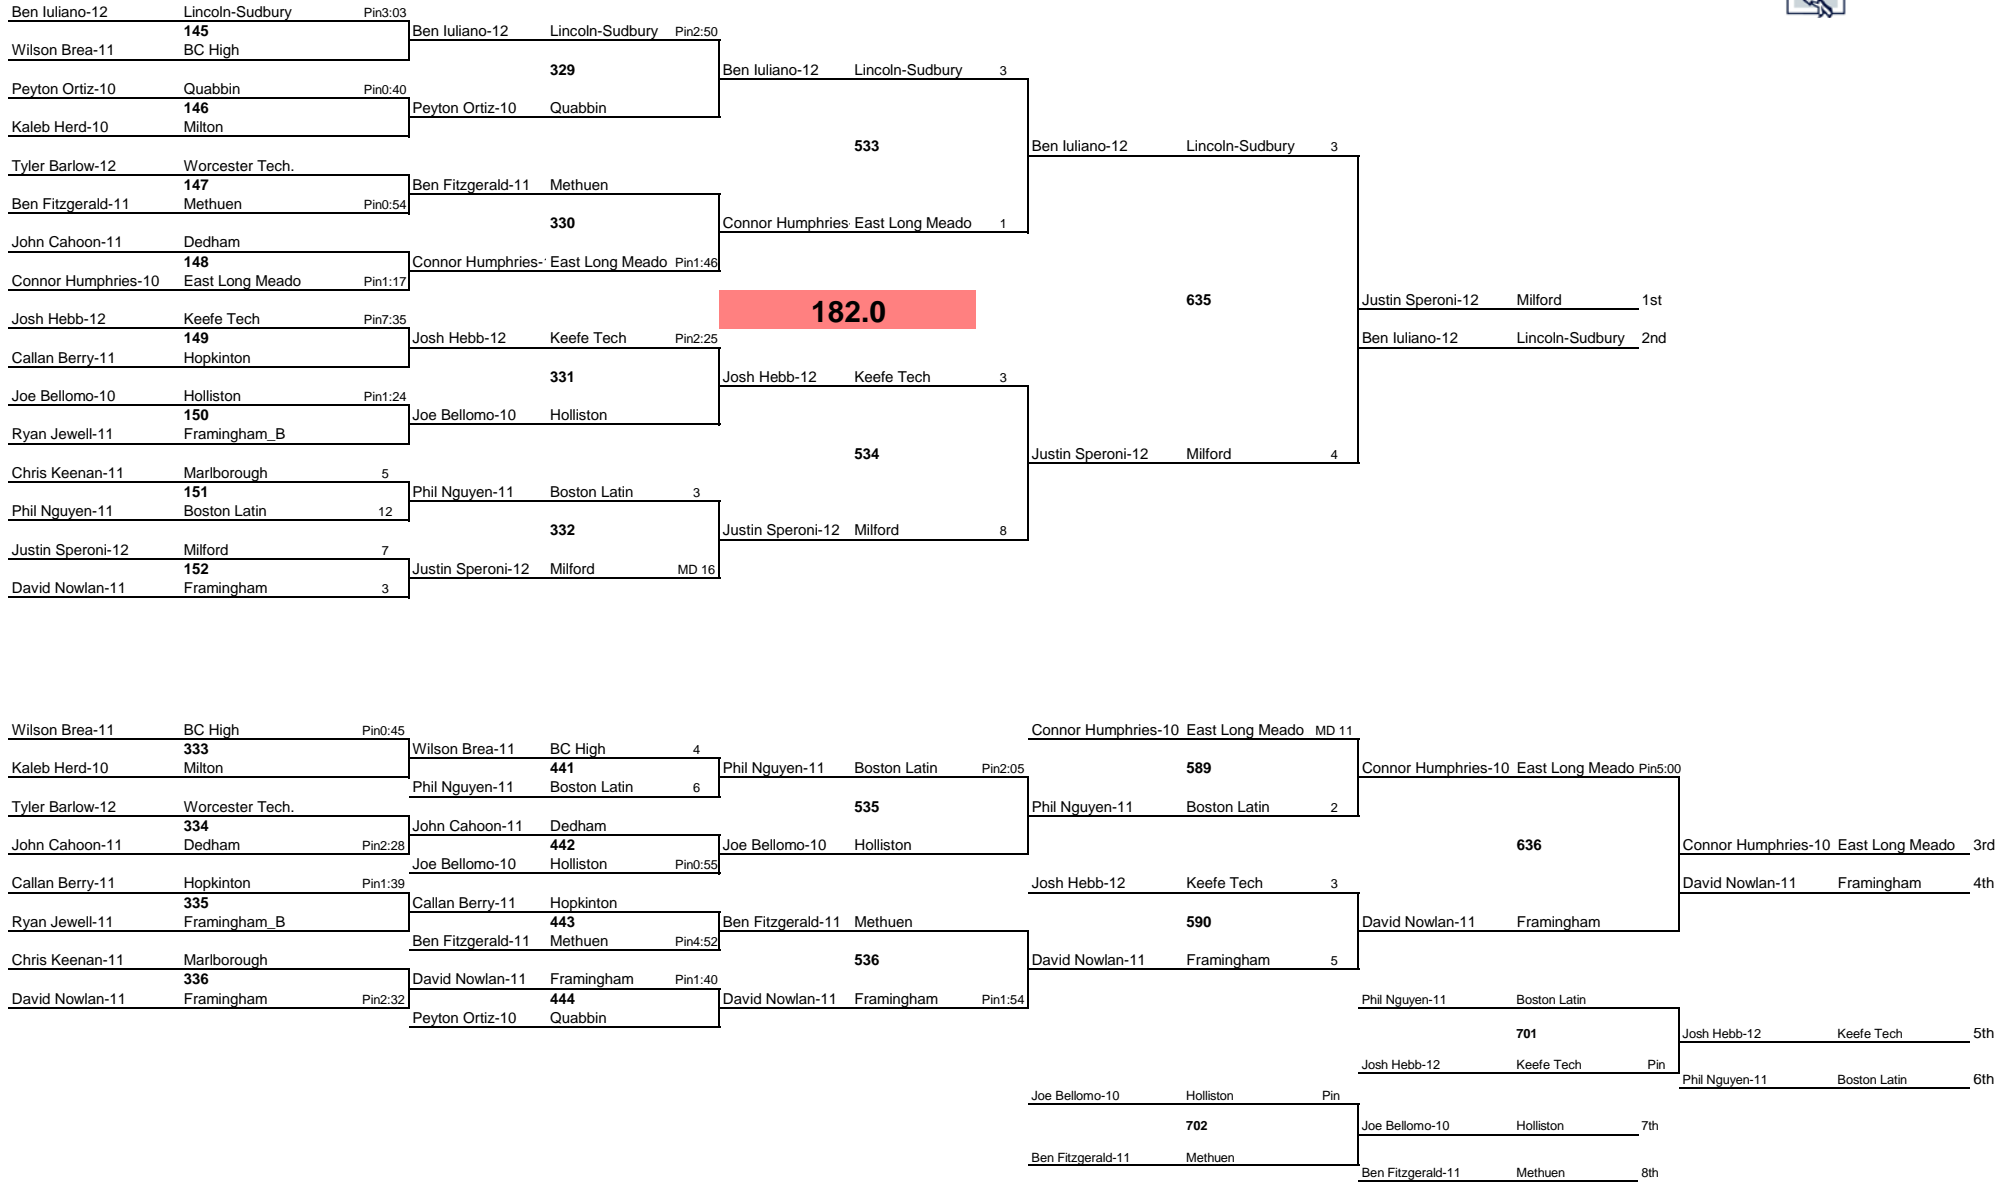 Ben Iuliano-12 Lincoln-Sudbury Pin3:03
145 Ben Iuliano-12 Lincoln-Sudbury Pin2:50
Wilson Brea-11 BC High
329 Ben Iuliano-12 Lincoln-Sudbury 3
Peyton Ortiz-10 Quabbin Pin0:40
146 Peyton Ortiz-10 Quabbin
Kaleb Herd-10 Milton
533 Ben Iuliano-12 Lincoln-Sudbury 3
Tyler Barlow-12 Worcester Tech.
147 Ben Fitzgerald-11 Methuen
Ben Fitzgerald-11 Methuen Pin0:54
330 Connor Humphries- East Long Meado 1
John Cahoon-11 Dedham
148 Connor Humphries- East Long Meado Pin1:46
Connor Humphries-10 East Long Meado Pin1:17
182.0 635 Justin Speroni-12 Milford 1st
Josh Hebb-12 Keefe Tech Pin7:35
149 Josh Hebb-12 Keefe Tech Pin2:25 Ben Iuliano-12 Lincoln-Sudbury 2nd
Callan Berry-11 Hopkinton
331 Josh Hebb-12 Keefe Tech 3
Joe Bellomo-10 Holliston Pin1:24
150 Joe Bellomo-10 Holliston
Ryan Jewell-11 Framingham_B
534 Justin Speroni-12 Milford 4
Chris Keenan-11 Marlborough 5
151 Phil Nguyen-11 Boston Latin 3
Phil Nguyen-11 Boston Latin 12
332 Justin Speroni-12 Milford 8
Justin Speroni-12 Milford 7
152 Justin Speroni-12 Milford MD 16
David Nowlan-11 Framingham 3
Wilson Brea-11 BC High Pin0:45 Connor Humphries-10 East Long Meado MD 11
333 Wilson Brea-11 BC High 4
Kaleb Herd-10 Milton 441 Phil Nguyen-11 Boston Latin Pin2:05 589 Connor Humphries-10 East Long Meado Pin5:00
Phil Nguyen-11 Boston Latin 6
Tyler Barlow-12 Worcester Tech. 535 Phil Nguyen-11 Boston Latin 2
334 John Cahoon-11 Dedham
John Cahoon-11 Dedham Pin2:28 442 Joe Bellomo-10 Holliston 636 Connor Humphries-10 East Long Meado 3rd
Joe Bellomo-10 Holliston Pin0:55
Callan Berry-11 Hopkinton Pin1:39 Josh Hebb-12 Keefe Tech 3 David Nowlan-11 Framingham 4th
335 Callan Berry-11 Hopkinton
Ryan Jewell-11 Framingham_B 443 Ben Fitzgerald-11 Methuen 590 David Nowlan-11 Framingham
Ben Fitzgerald-11 Methuen Pin4:52
Chris Keenan-11 Marlborough 536 David Nowlan-11 Framingham 5
336 David Nowlan-11 Framingham Pin1:40
David Nowlan-11 Framingham Pin2:32 444 David Nowlan-11 Framingham Pin1:54 Phil Nguyen-11 Boston Latin
Peyton Ortiz-10 Quabbin
701 Josh Hebb-12 Keefe Tech 5th
Josh Hebb-12 Keefe Tech Pin
Phil Nguyen-11 Boston Latin 6th
Joe Bellomo-10 Holliston Pin
702 Joe Bellomo-10 Holliston 7th
Ben Fitzgerald-11 Methuen
Ben Fitzgerald-11 Methuen 8th